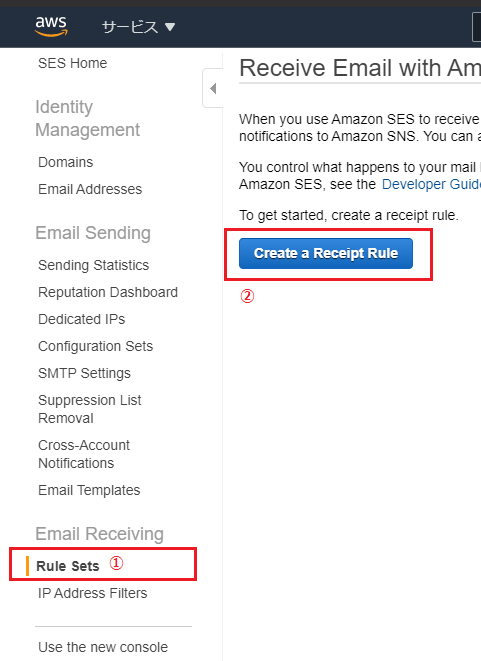 aws サービス
SES Home
Identity
Management
Domains
Email Addresses
Email Sending
Sending Statistics
Reputation Dashboard
Dedicated IPs
Configuration Sets
SMTP Settings
Suppression List
Removal
Cross-Account
Notifications
Email Templates
Email Receiving
Rule Sets ①
IP Address Filters
Use the new console
Receive Email with Am
When you use Amazon SES to receive
notifications to Amazon SNS. You can a
You control what happens to your mail
Amazon SES, see the Developer Guide
To get started, create a receipt rule.
Create a Receipt Rule
②